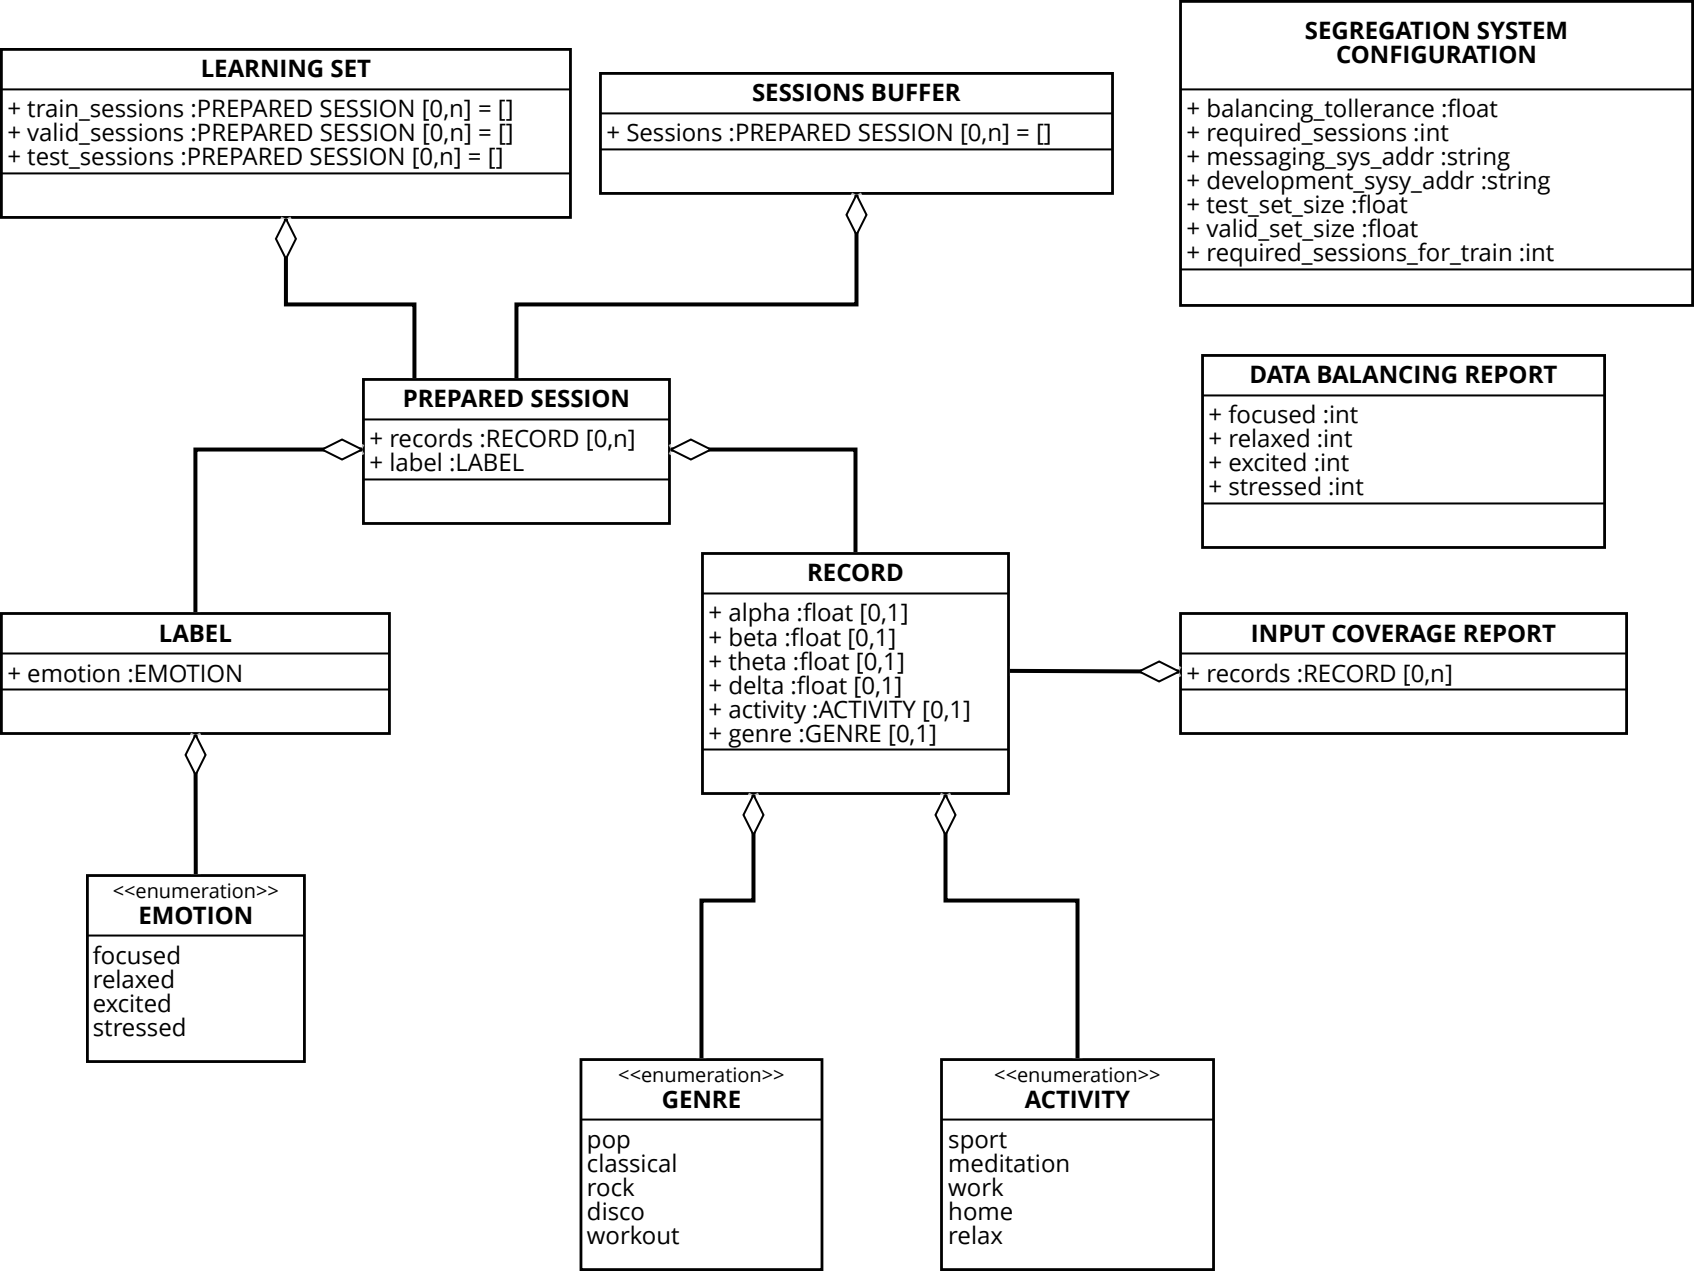 LEARNING SET
+ train_sessions :PREPARED SESSION [0,n] = []
+ valid_sessions :PREPARED SESSION [0,n] = []
+ test_sessions :PREPARED SESSION [0,n] = []
SESSIONS BUFFER
+ Sessions :PREPARED SESSION [0,n] = []
SEGREGATION SYSTEM
CONFIGURATION
+ balancing_tollerance :float
+ required_sessions :int
+ messaging_sys_addr :string
+ development_sysy_addr :string
+ test_set_size :float
+ valid_set_size :float
+ required_sessions_for_train :int
PREPARED SESSION
+ records :RECORD [0,n]
+ label :LABEL
DATA BALANCING REPORT
+ focused :int
+ relaxed :int
+ excited :int
+ stressed :int
LABEL
+ emotion :EMOTION
RECORD
+ alpha :float [0,1]
+ beta :float [0,1]
+ theta :float [0,1]
+ delta :float [0,1]
+ activity :ACTIVITY [0,1]
+ genre :GENRE [0,1]
INPUT COVERAGE REPORT
+ records :RECORD [0,n]
<<enumeration>>
EMOTION
focused
relaxed
excited
stressed
<<enumeration>>
GENRE
pop
classical
rock
disco
workout
<<enumeration>>
ACTIVITY
sport
meditation
work
home
relax